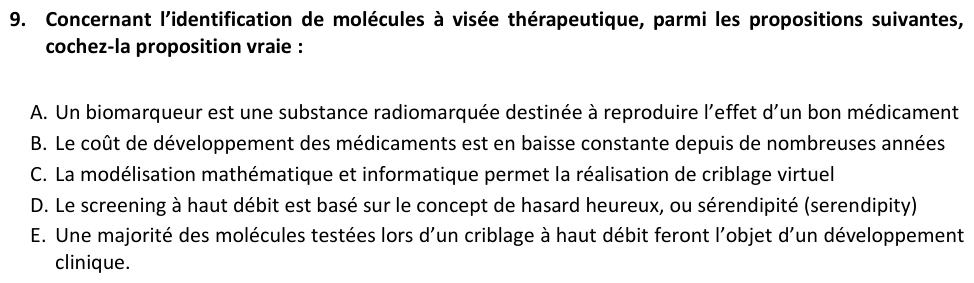 9. Concernant l'identification de molécules à visée thérapeutique, parmi les propositions suivantes,
cochez-la proposition vraie :
A. Un biomarqueur est une substance radiomarquée destinée à reproduire l'effet d'un bon médicament
B. Le coût de développement des médicaments est en baisse constante depuis de nombreuses années
C. La modélisation mathématique et informatique permet la réalisation de criblage virtuel
D. Le screening à haut débit est basé sur le concept de hasard heureux, ou sérendipité (serendipity)
E. Une majorité des molécules testées lors d'un criblage à haut débit feront l'objet d'un développement
clinique.